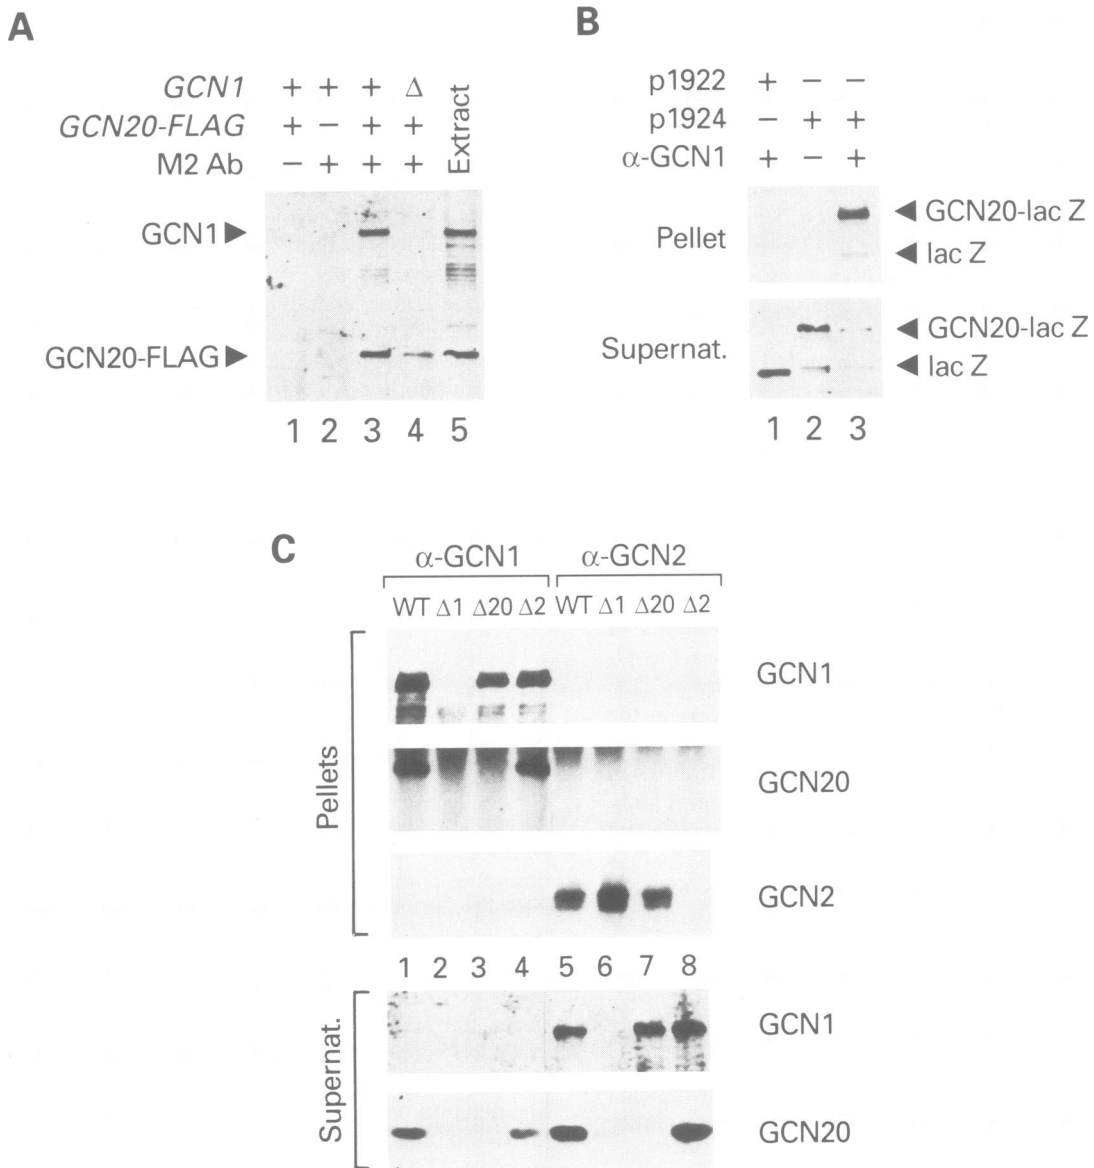 A
GCN1 + + + Δ
GCN20-FLAG + − + +
M2 Ab − + + +
Extract
GCN1
GCN20-FLAG
1 2 3 4 5
B
p1922 + − −
p1924 − + +
α-GCN1 + − +
Pellet
GCN20-lac Z
lac Z
Supernat.
GCN20-lac Z
lac Z
1 2 3
C
α-GCN1 α-GCN2
WT Δ1 Δ20 Δ2 WT Δ1 Δ20 Δ2
Pellets
GCN1
GCN20
GCN2
1 2 3 4 5 6 7 8
Supernat.
GCN1
GCN20